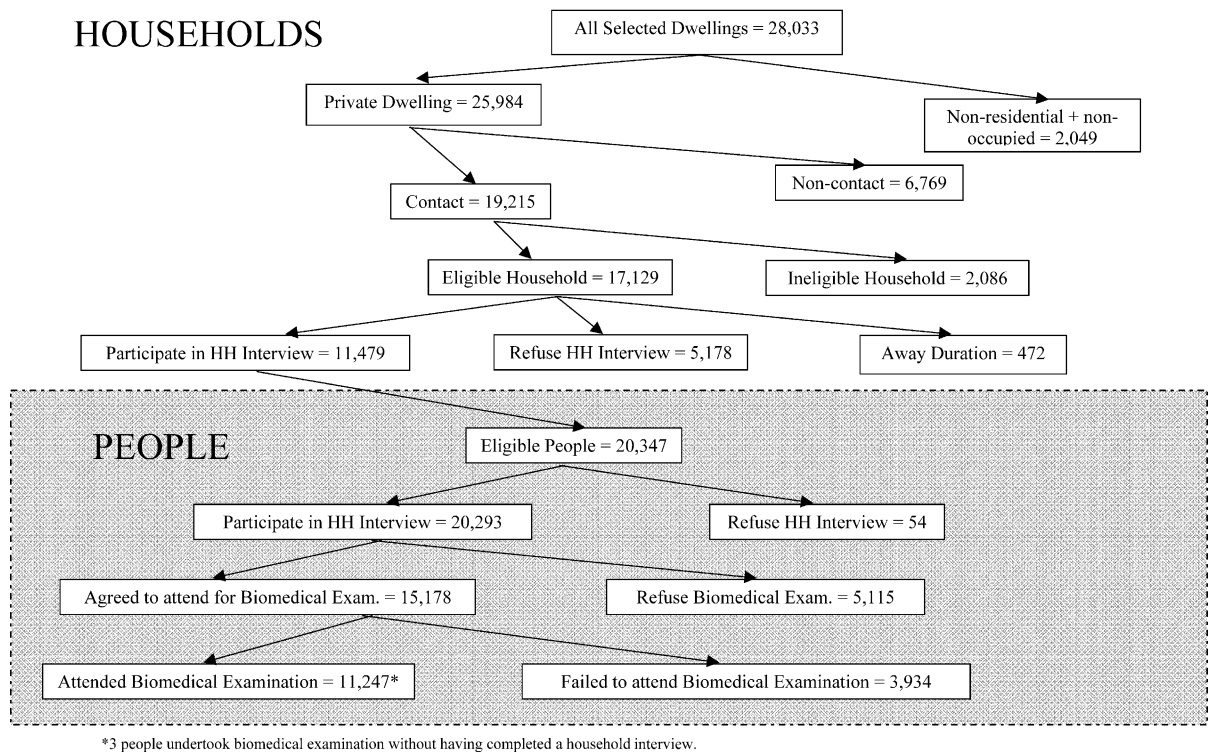 HOUSEHOLDS
All Selected Dwellings = 28,033
Private Dwelling = 25,984
Non-residential + non-
occupied = 2,049
Non-contact = 6,769
Contact = 19,215
Eligible Household = 17,129
Ineligible Household = 2,086
Participate in HH Interview = 11,479
Refuse HH Interview = 5,178
Away Duration = 472
PEOPLE
Eligible People = 20,347
Participate in HH Interview = 20,293
Refuse HH Interview = 54
Agreed to attend for Biomedical Exam. = 15,178
Refuse Biomedical Exam. = 5,115
Attended Biomedical Examination = 11,247*
Failed to attend Biomedical Examination = 3,934
*3 people undertook biomedical examination without having completed a household interview.